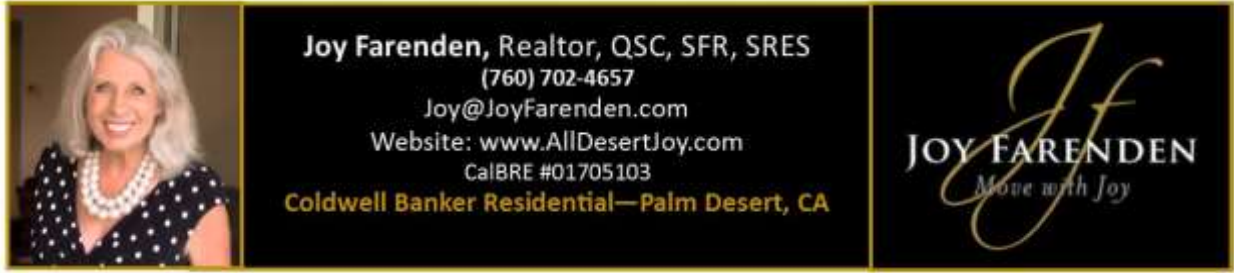 Joy Farenden, Realtor, QSC, SFR, SRES
(760) 702-4657
Joy@JoyFarenden.com
Website: www.AllDesertJoy.com
CalBRE #01705103
Coldwell Banker Residential—Palm Desert, CA
Jf
JOY FARENDEN
Move with Joy